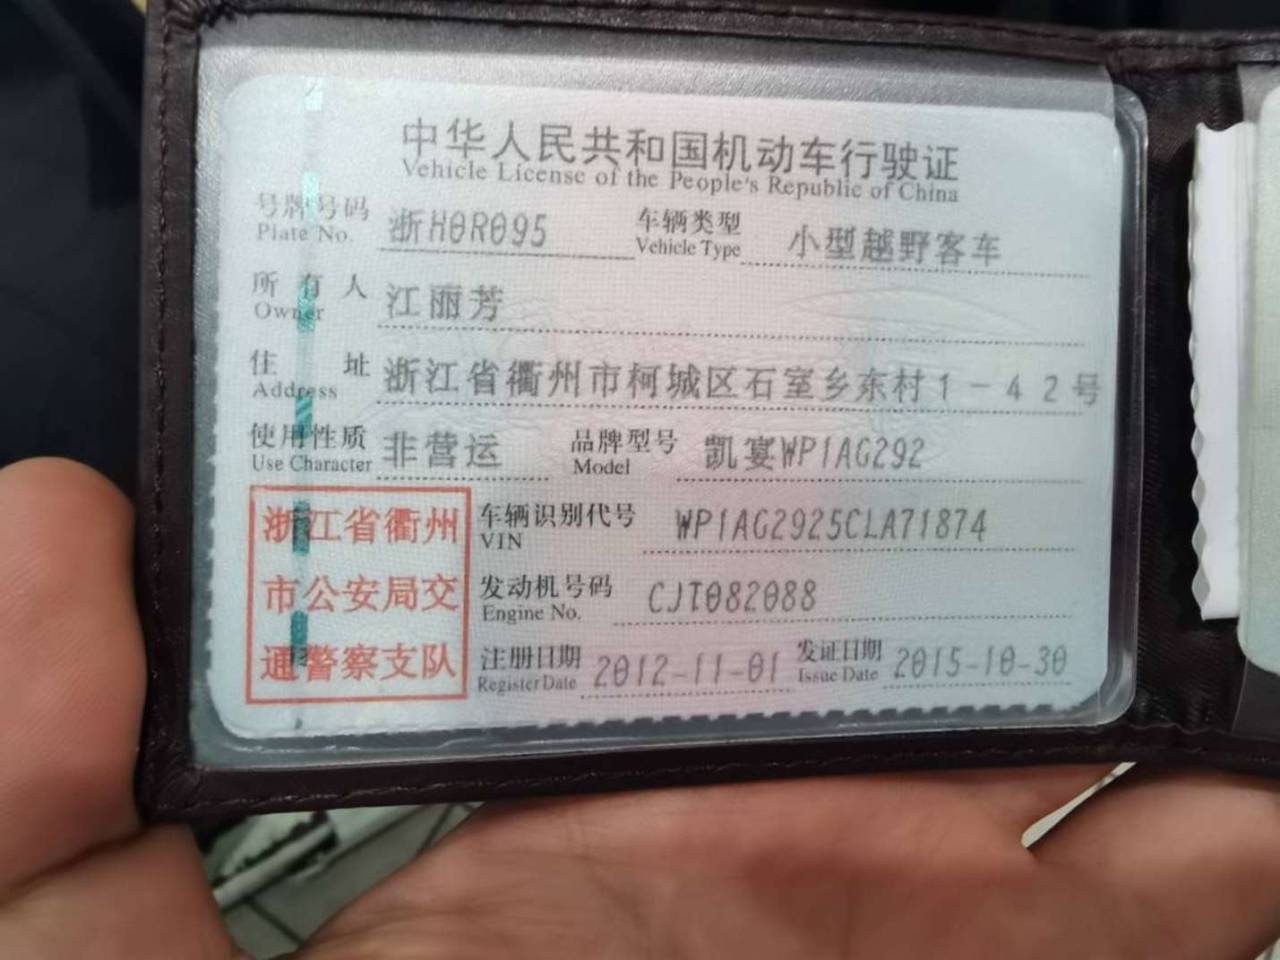 中华人民共和国机动车行驶证
Vehicle License of the People's Republic of China
号牌号码 浙H0R095 车辆类型 小型越野客车
Plate No. Vehicle Type
所有人 江丽芳
Owner
住址 浙江省衢州市柯城区石室乡东村1-42号
Address
使用性质 非营运 品牌型号 凯宴WP1AG292
Use Character Model
浙江省衢州 车辆识别代号 WP1AG2925CLA71874
VIN
市公安局交 发动机号码 CJT082088
Engine No.
通警察支队 注册日期 2012-11-01 发证日期 2015-10-30
Register Date Issue Date